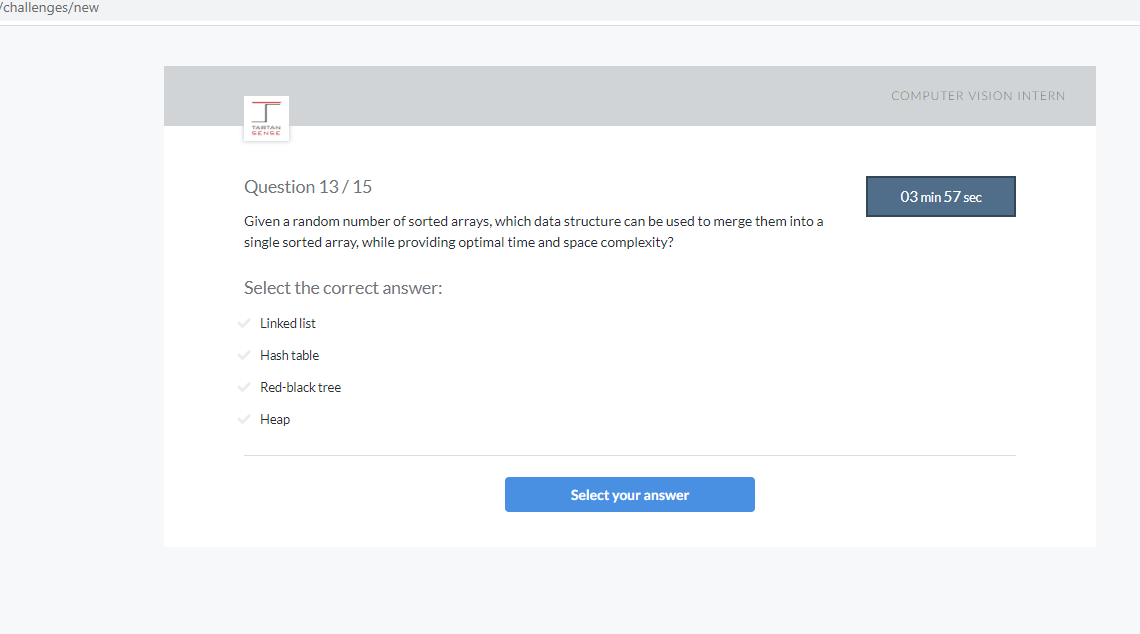 /challenges/new
COMPUTER VISION INTERN
TARTAN
SENSE
Question 13 / 15
03 min 57 sec
Given a random number of sorted arrays, which data structure can be used to merge them into a
single sorted array, while providing optimal time and space complexity?
Select the correct answer:
Linked list
Hash table
Red-black tree
Heap
Select your answer